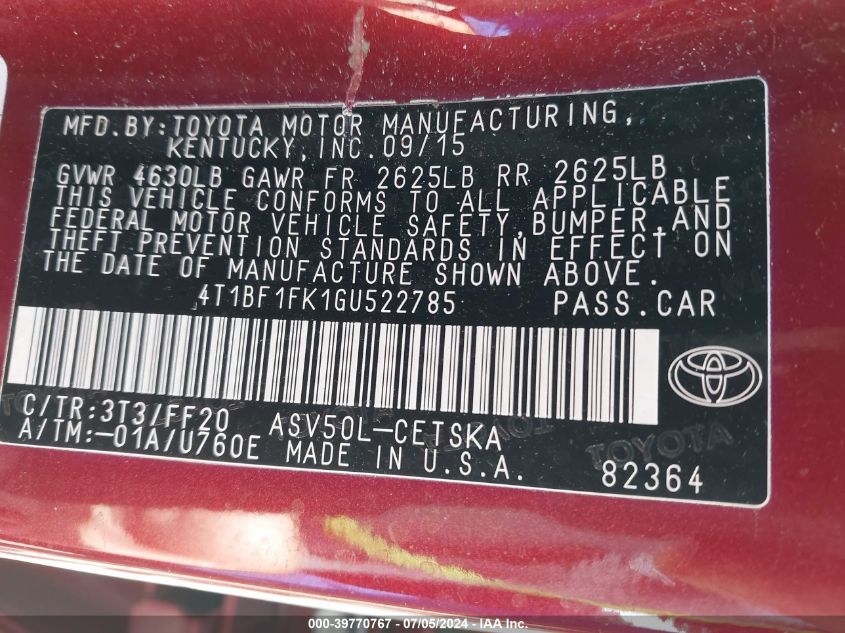 MFD.BY:TOYOTA MOTOR MANUFACTURING,
KENTUCKY,INC.09/15
GVWR 4630LB GAWR FR 2625LB RR 2625LB
THIS VEHICLE CONFORMS TO ALL APPLICABLE
FEDERAL MOTOR VEHICLE SAFETY,BUMPER,AND
THEFT PREVENTION STANDARDS IN EFFECT ON
THE DATE OF MANUFACTURE SHOWN ABOVE.
4T1BF1FK1GU522785 PASS.CAR
C/TR:3T3/FF20 ASV50L-CETSKA
A/TM:-01A/U760E MADE IN U.S.A. 82364
TOYOTA
TOYOTA
000-39770767 - 07/05/2024 - IAA Inc.